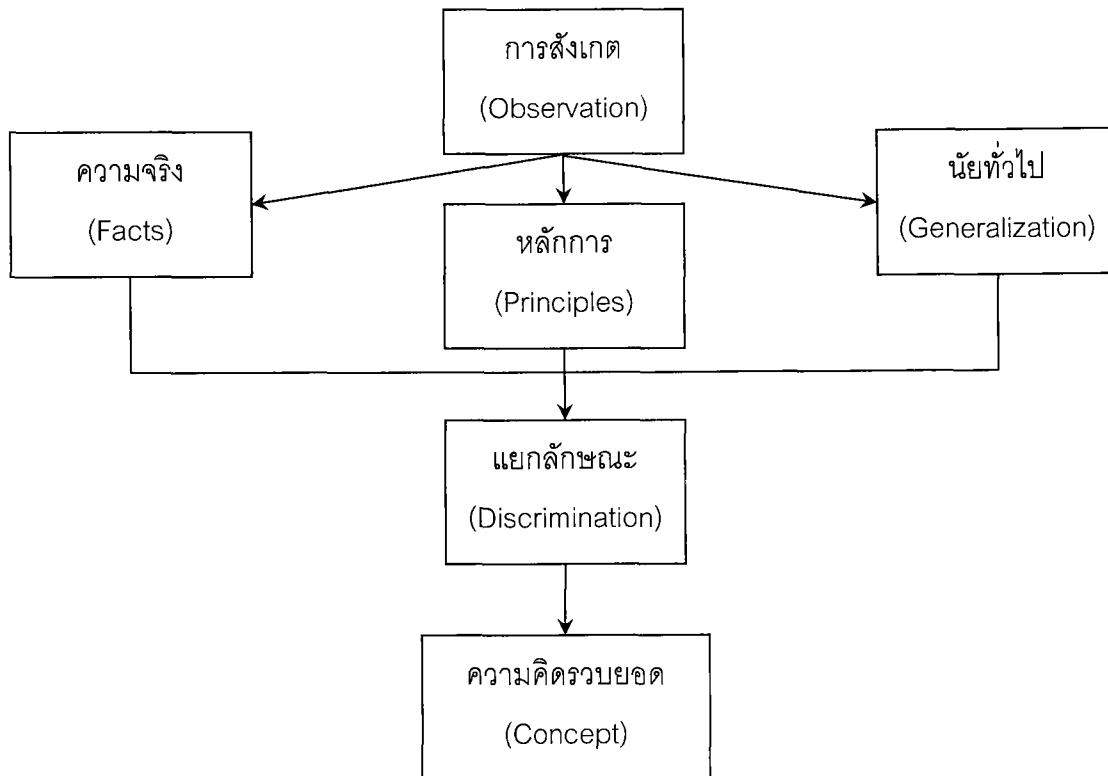 การสังเกต
(Observation)
ความจริง
(Facts)
หลักการ
(Principles)
นัยทั่วไป
(Generalization)
แยกลักษณะ
(Discrimination)
ความคิดรวบยอด
(Concept)